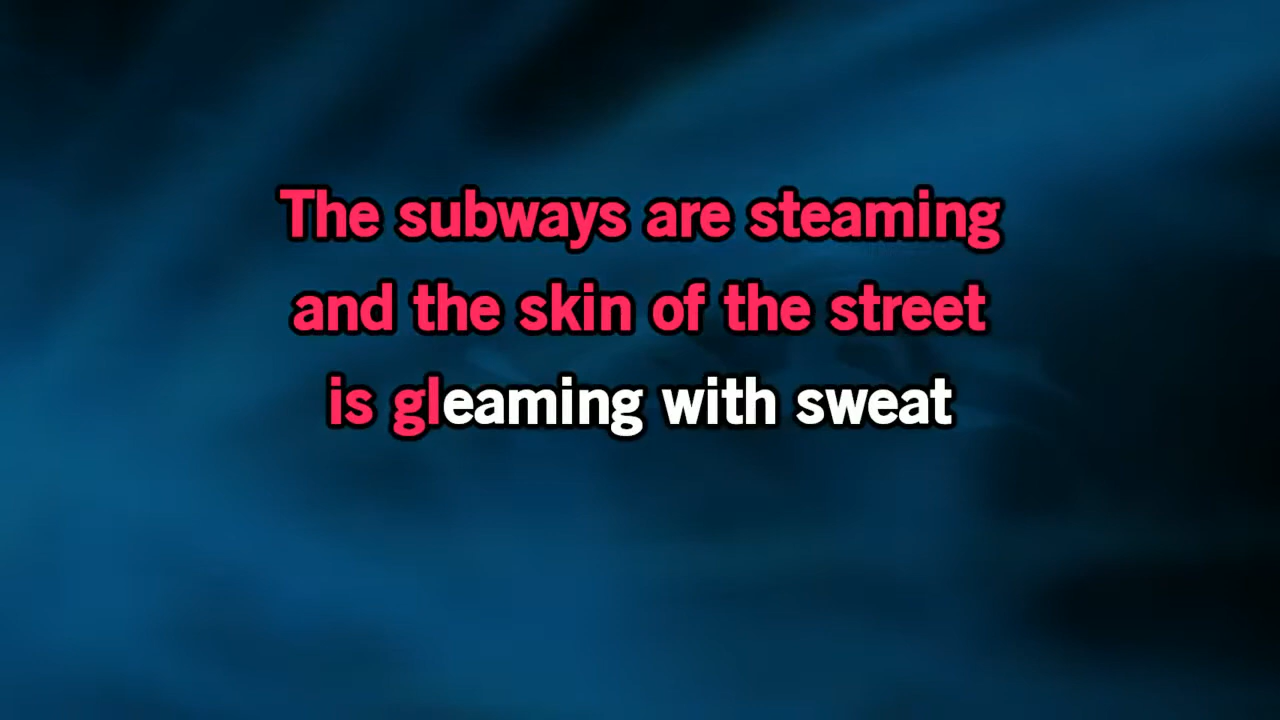 The subways are steaming
and the skin of the street
is gleaming with sweat